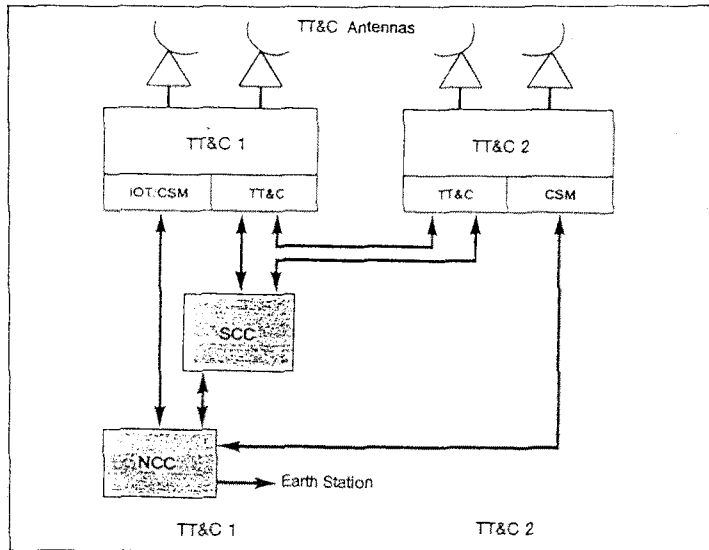 TT&C Antennas
TT&C 1
TT&C 2
IOT/CSM
TT&C
TT&C
CSM
SCC
NCC
Earth Station
TT&C 1
TT&C 2